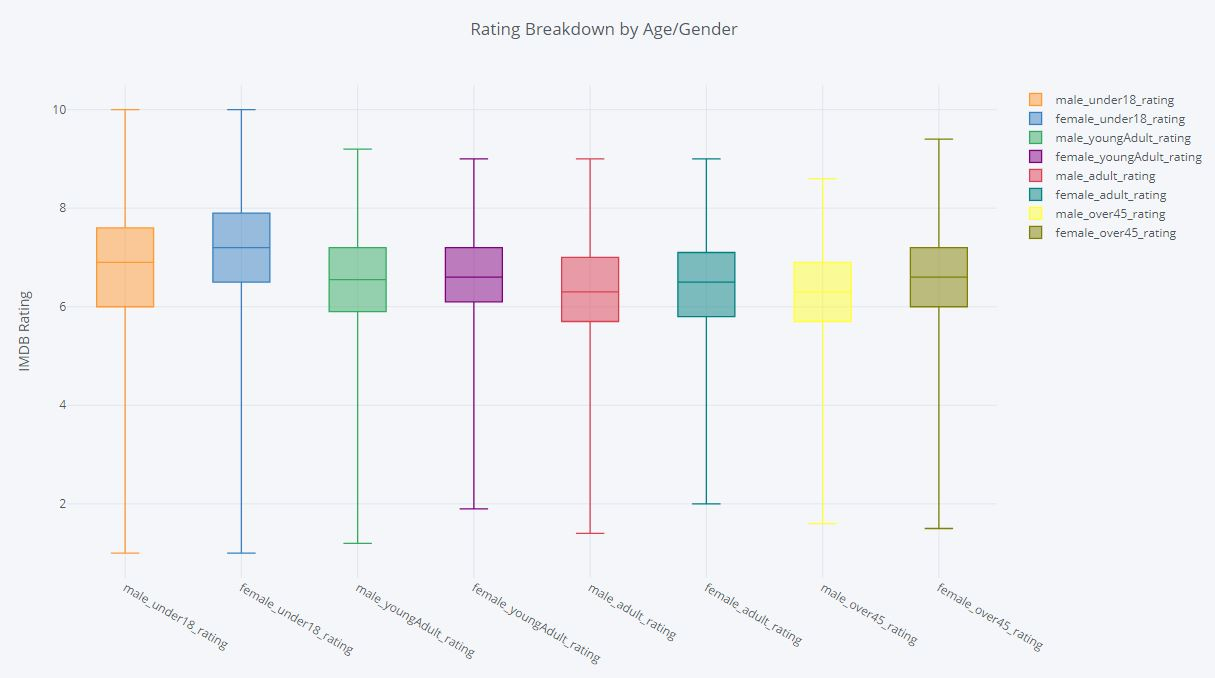 Rating Breakdown by Age/Gender
10
8
6
4
2
IMDB Rating
male_under18_rating
female_under18_rating
male_youngAdult_rating
female_youngAdult_rating
male_adult_rating
female_adult_rating
male_over45_rating
female_over45_rating
male_under18_rating
female_under18_rating
male_youngAdult_rating
female_youngAdult_rating
male_adult_rating
female_adult_rating
male_over45_rating
female_over45_rating